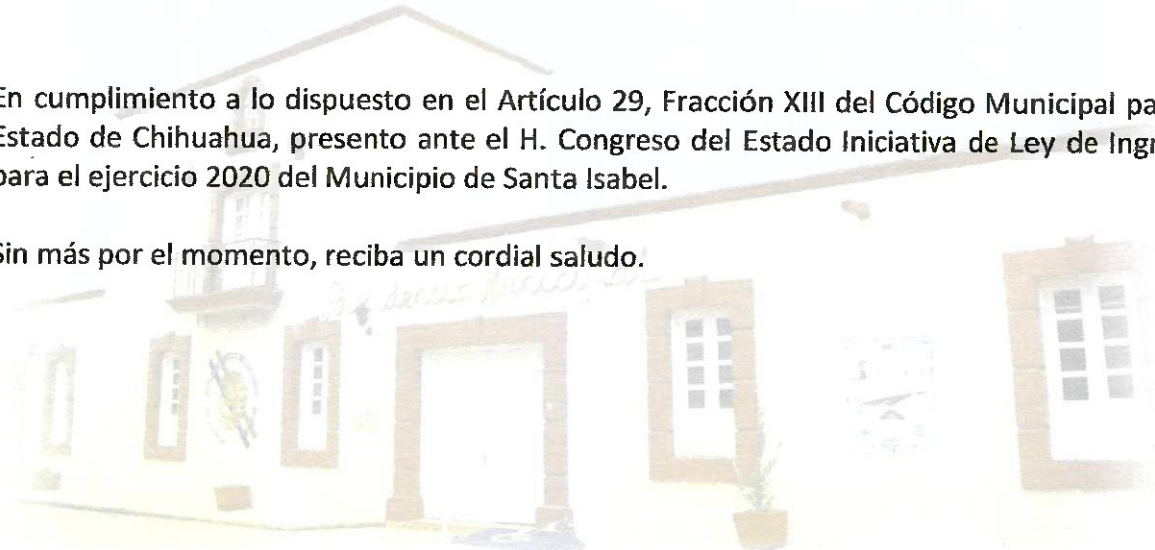 En cumplimiento a lo dispuesto en el Artículo 29, Fracción XIII del Código Municipal pa
Estado de Chihuahua, presento ante el H. Congreso del Estado Iniciativa de Ley de Ingr
para el ejercicio 2020 del Municipio de Santa Isabel.
Sin más por el momento, reciba un cordial saludo.